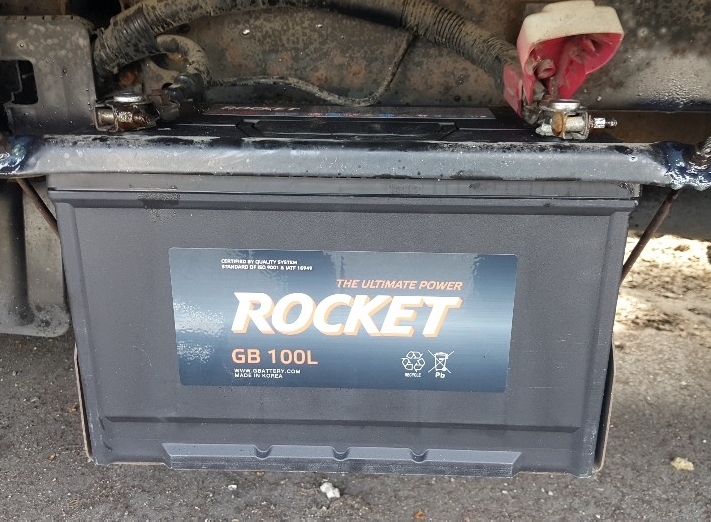 CERTIFIED BY QUALITY SYSTEM
STANDARD OF ISO 9001 & IATF 16949
THE ULTIMATE POWER
ROCKET
GB 100L
WWW.GBATTERY.COM
MADE IN KOREA
RECYCLE
Pb